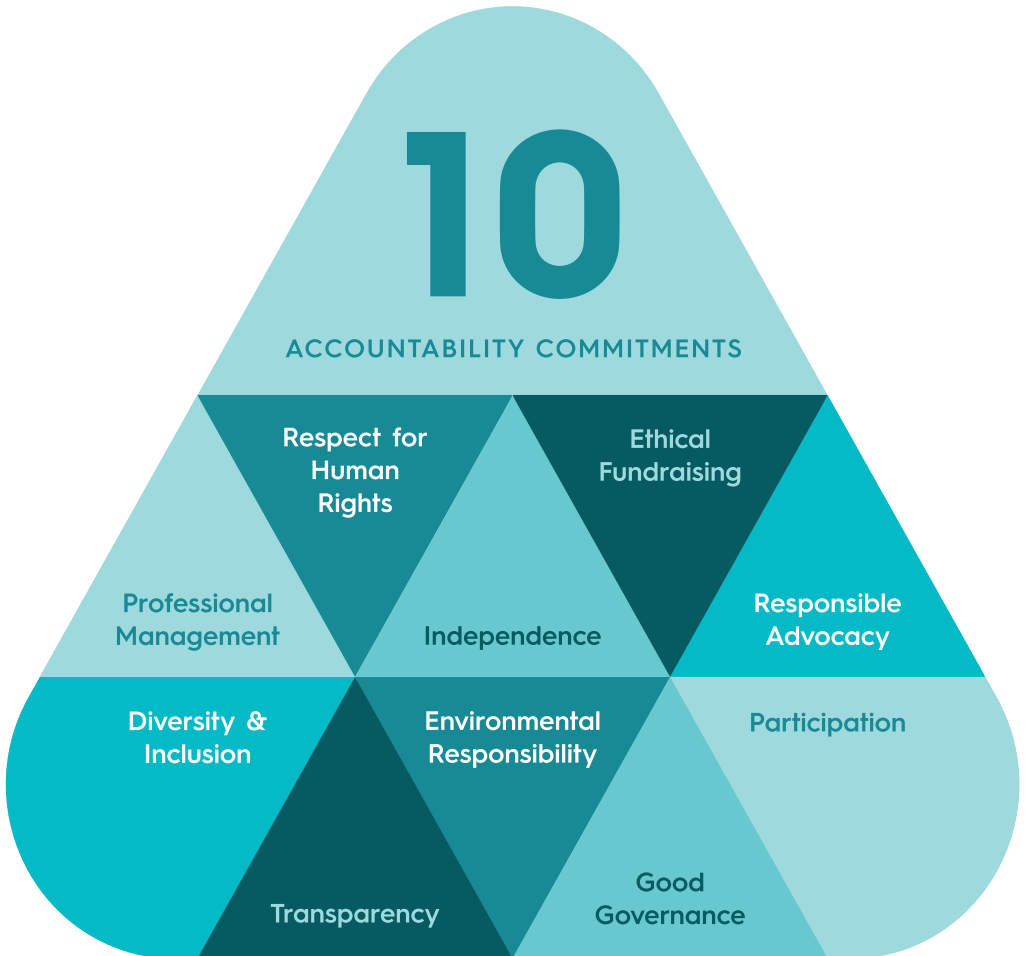 10
ACCOUNTABILITY COMMITMENTS
Respect for
Human
Rights
Ethical
Fundraising
Professional
Management
Independence
Responsible
Advocacy
Diversity &
Inclusion
Environmental
Responsibility
Participation
Transparency
Good
Governance